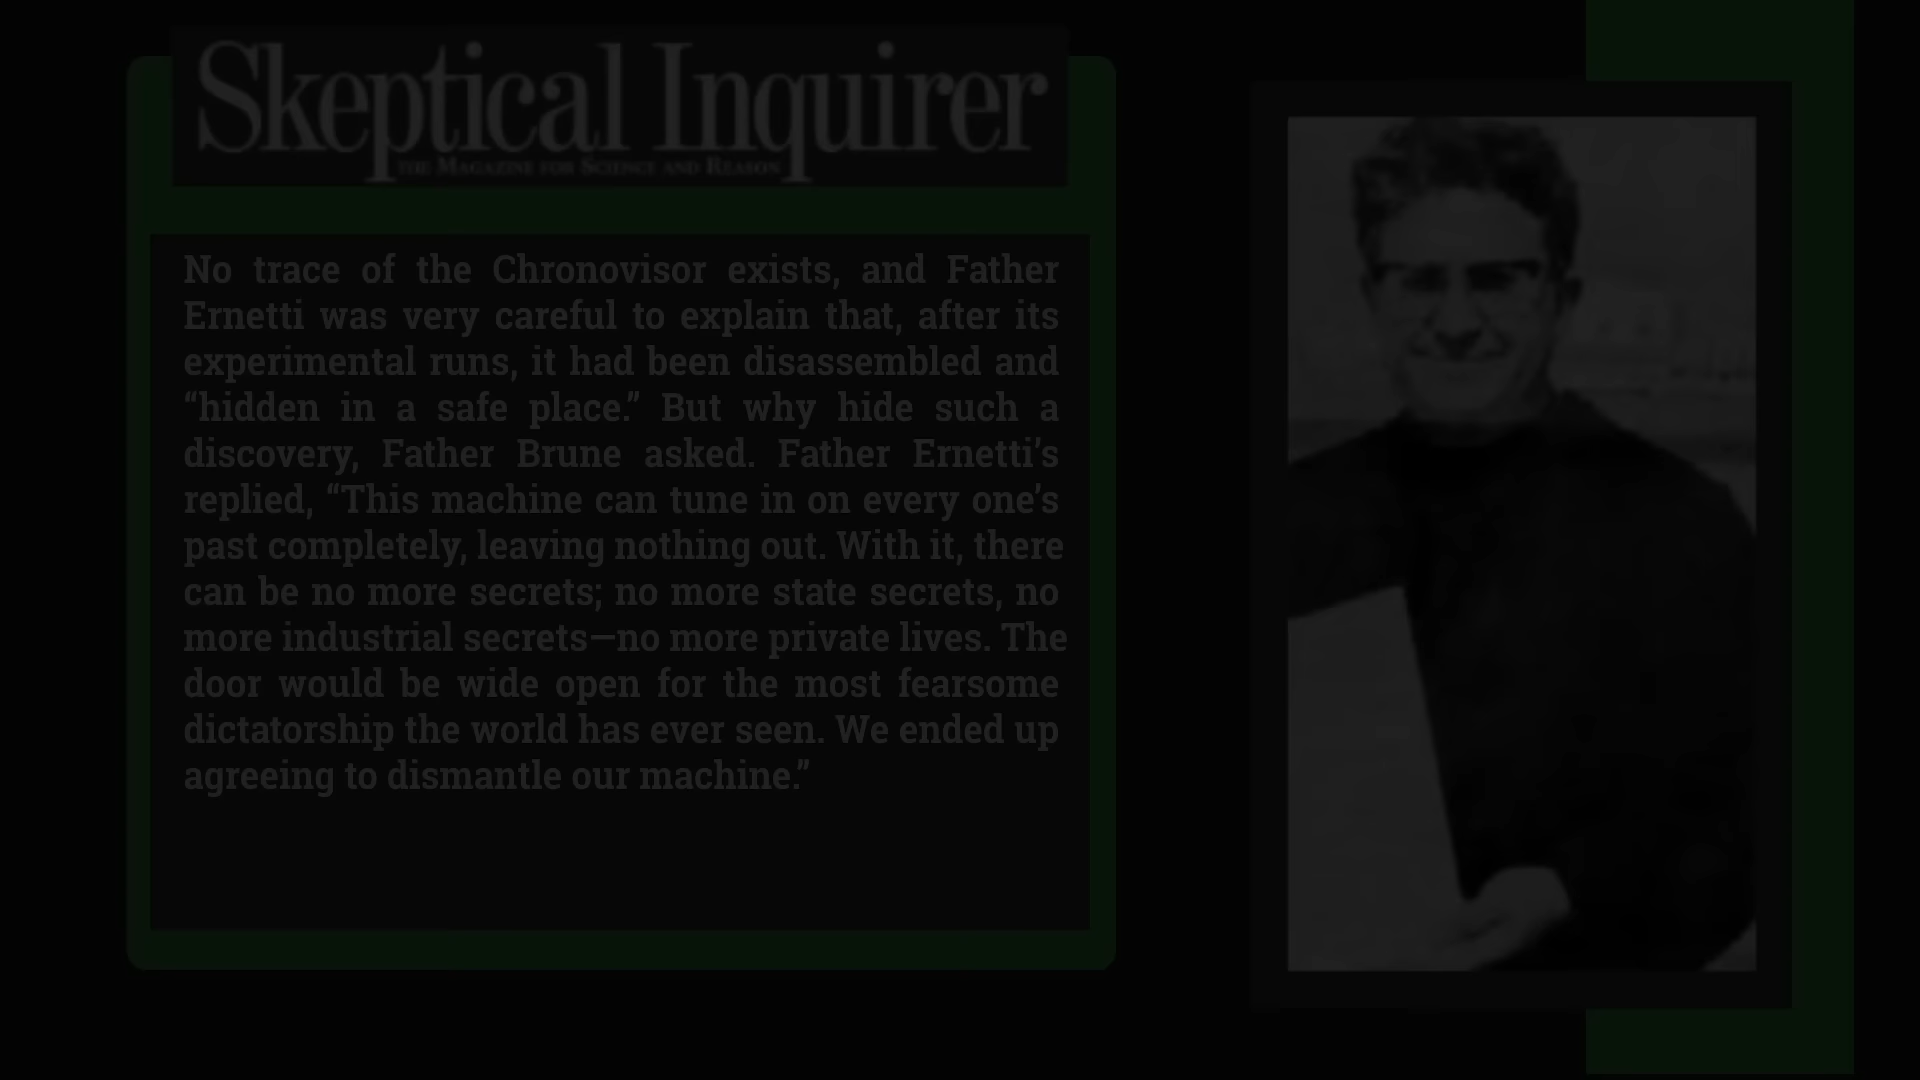 Skeptical Inquirer
THE MAGAZINE FOR SCIENCE AND REASON
No trace of the Chronovisor exists, and Father
Ernetti was very careful to explain that, after its
experimental runs, it had been disassembled and
“hidden in a safe place.” But why hide such a
discovery, Father Brune asked. Father Ernetti’s
replied, “This machine can tune in on every one’s
past completely, leaving nothing out. With it, there
can be no more secrets; no more state secrets, no
more industrial secrets—no more private lives. The
door would be wide open for the most fearsome
dictatorship the world has ever seen. We ended up
agreeing to dismantle our machine.”